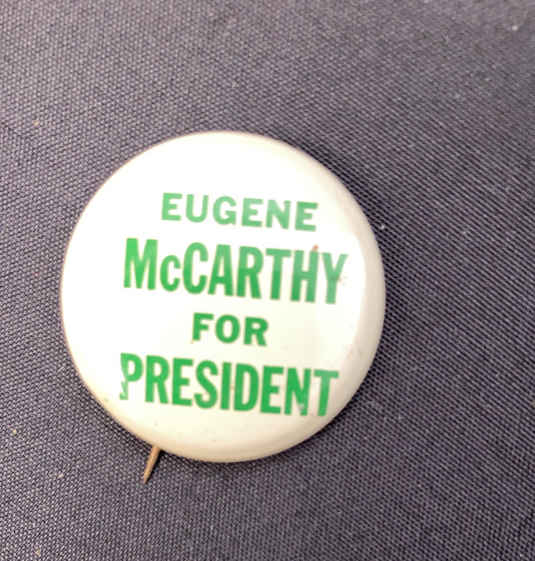 EUGENE
McCARTHY
FOR
PRESIDENT